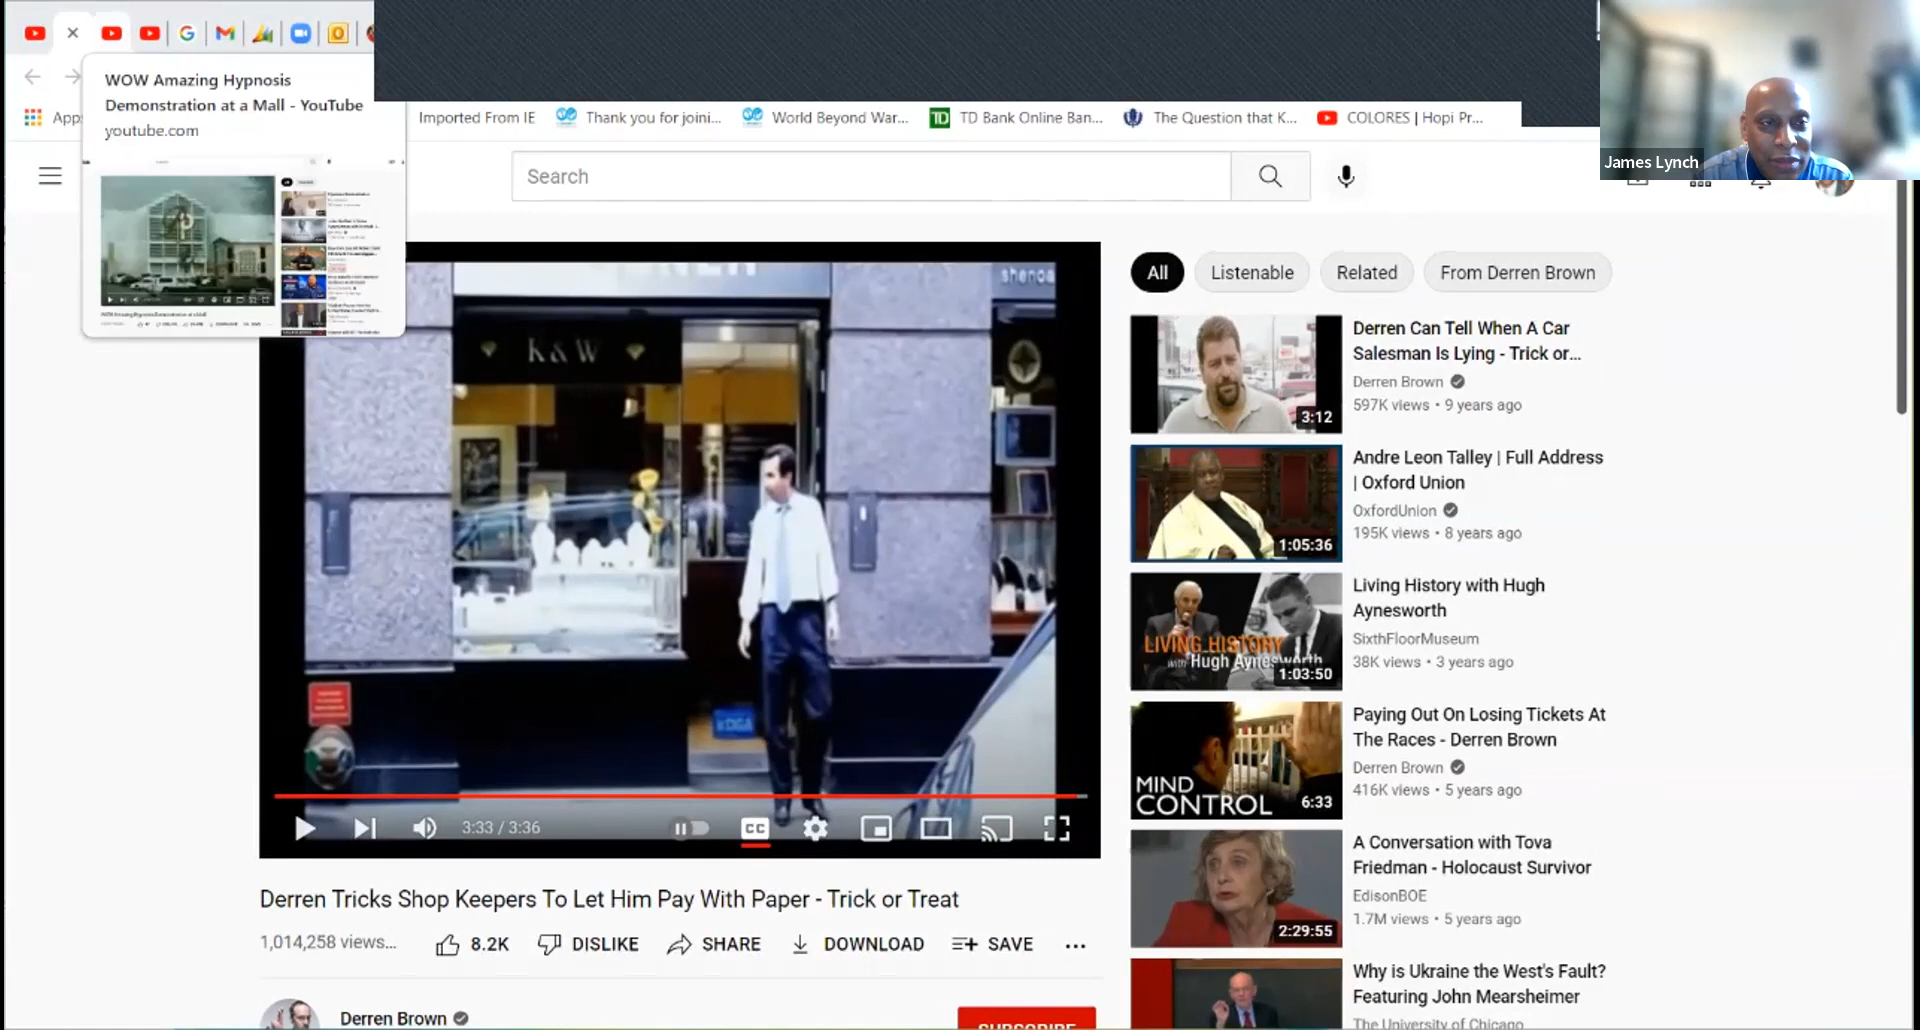 WOW Amazing Hypnosis
Demonstration at a Mall - YouTube
youtube.com
Apps
Imported From IE
Thank you for joini...
World Beyond War...
TD
TD Bank Online Ban...
The Question that K...
COLORES | Hopi Pr...
James Lynch
Search
All
Listenable
Related
From Derren Brown
K&W
3:33 / 3:36
CC
Derren Tricks Shop Keepers To Let Him Pay With Paper - Trick or Treat
1,014,258 views...
8.2K
DISLIKE
SHARE
DOWNLOAD
SAVE
Derren Brown
SUBSCRIBE
3:12
Derren Can Tell When A Car
Salesman Is Lying - Trick or...
Derren Brown
597K views • 9 years ago
1:05:36
Andre Leon Talley | Full Address
| Oxford Union
OxfordUnion
195K views • 8 years ago
LIVING HISTORY
with Hugh Aynesworth
1:03:50
Living History with Hugh
Aynesworth
SixthFloorMuseum
38K views • 3 years ago
MIND
CONTROL
6:33
Paying Out On Losing Tickets At
The Races - Derren Brown
Derren Brown
416K views • 5 years ago
2:29:55
A Conversation with Tova
Friedman - Holocaust Survivor
EdisonBOE
1.7M views • 5 years ago
Why is Ukraine the West's Fault?
Featuring John Mearsheimer
The University of Chicago